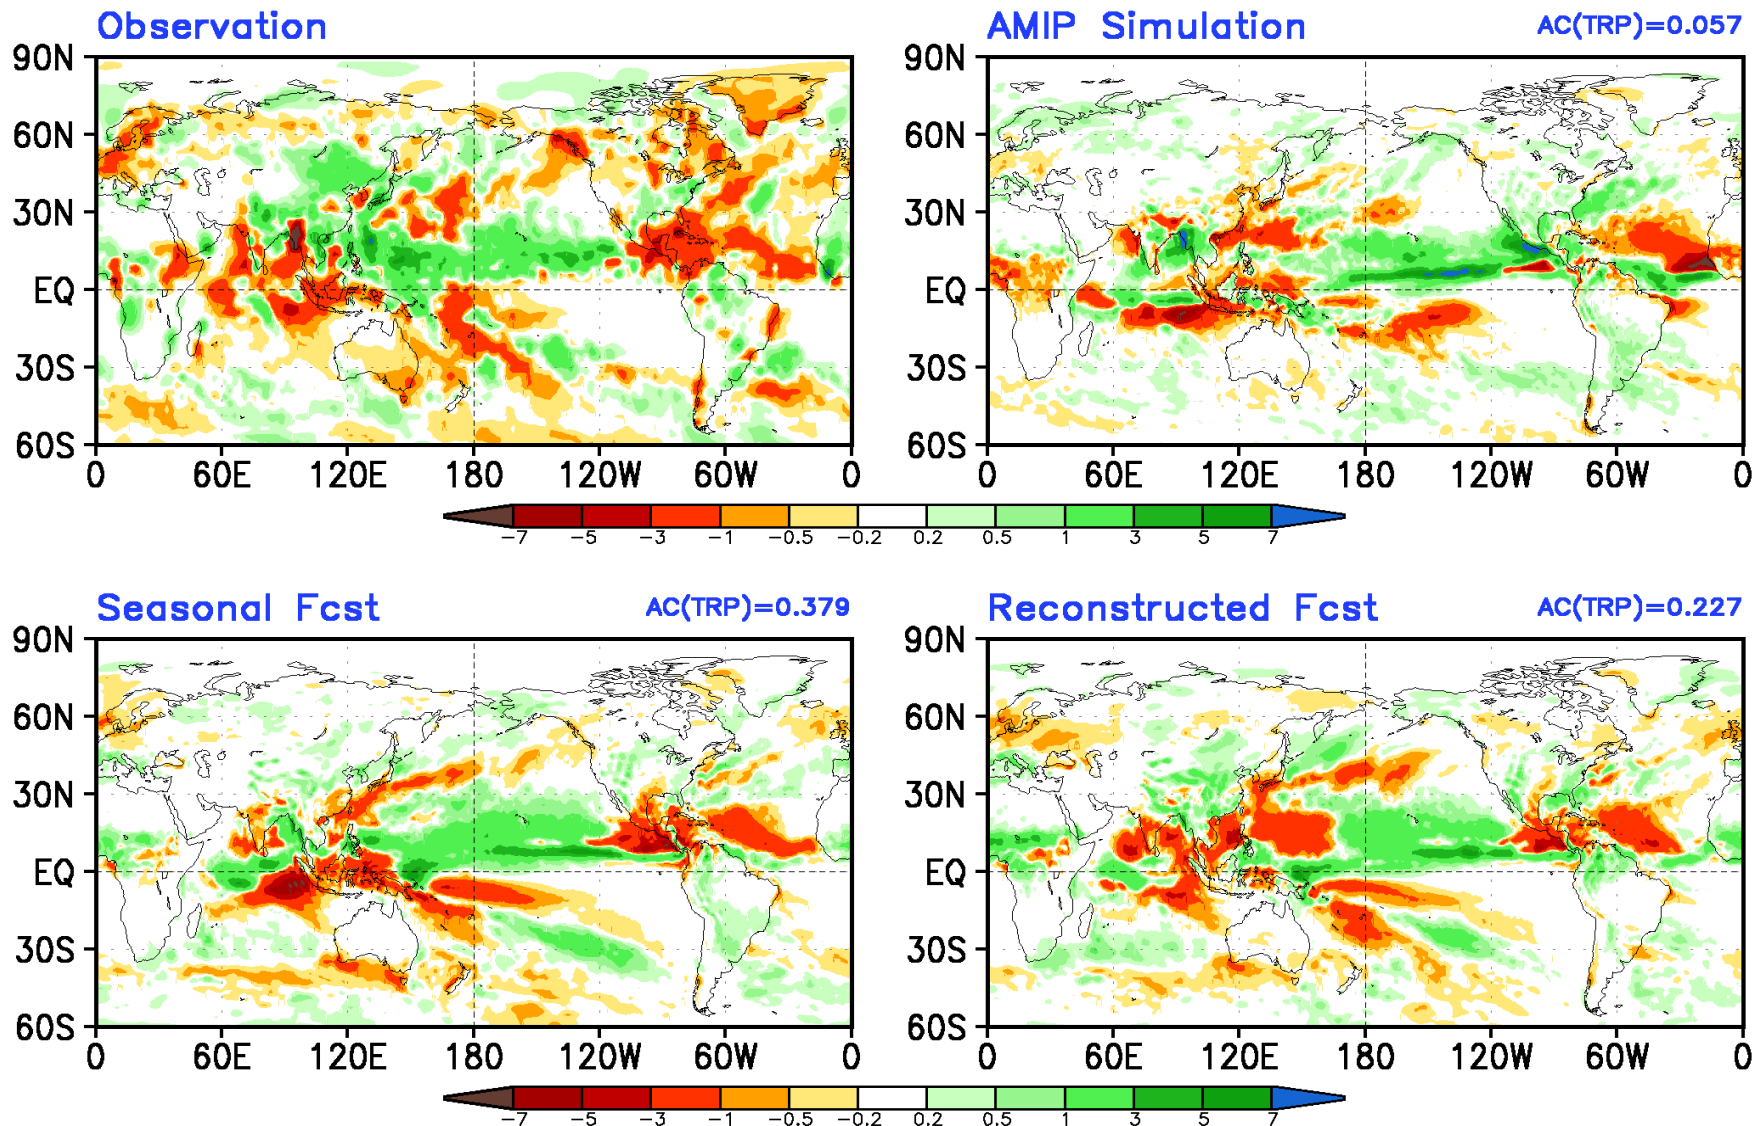 Observation
AMIP Simulation AC(TRP)=0.057
90N 90N
60N 60N
30N 30N
EQ EQ
30S 30S
60S 60S
0 60E 120E 180 120W 60W 0 0 60E 120E 180 120W 60W 0
-7 -5 -3 -1 -0.5 -0.2 0.2 0.5 1 3 5 7
Seasonal Fcst AC(TRP)=0.379
Reconstructed Fcst AC(TRP)=0.227
90N 90N
60N 60N
30N 30N
EQ EQ
30S 30S
60S 60S
0 60E 120E 180 120W 60W 0 0 60E 120E 180 120W 60W 0
-7 -5 -3 -1 -0.5 -0.2 0.2 0.5 1 3 5 7